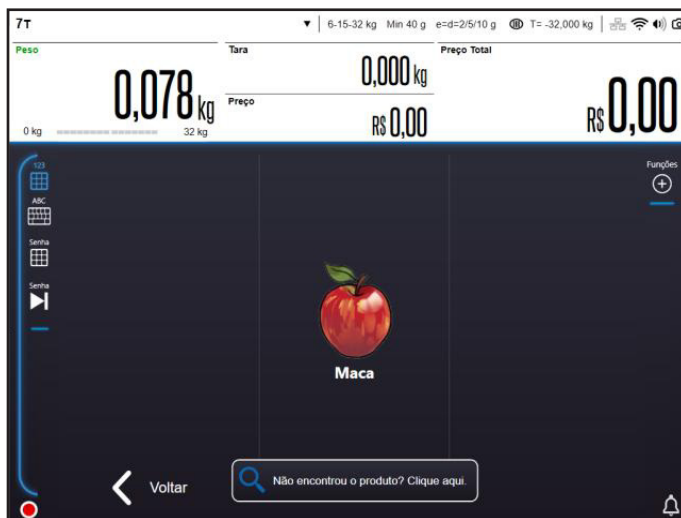 7T
6-15-32 kg Min 40 g e=d=2/5/10 g T= -32,000 kg
Peso
0,078 kg
0 kg 32 kg
Tara
0,000 kg
Preço
R$ 0,00
Preço Total
R$ 0,00
123
ABC
Senha
Senha
Funções
Maca
Voltar
Não encontrou o produto? Clique aqui.